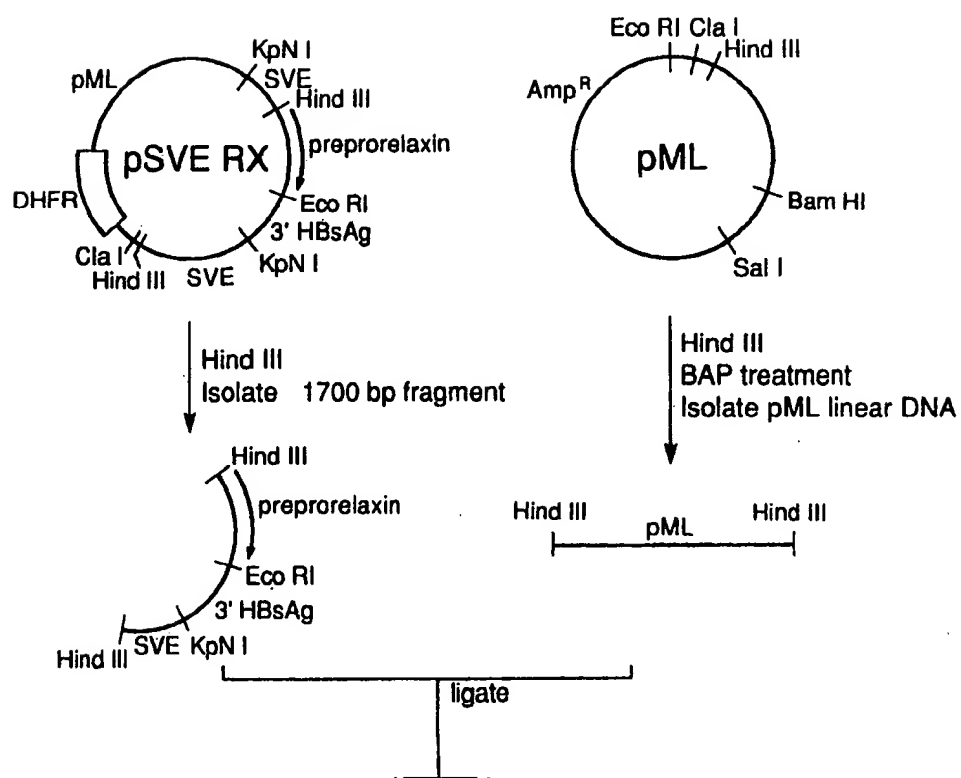 KpN I
SVE
Hind III
pML
preprorelaxin
pSVE RX
DHFR
Eco RI
3' HBsAg
Cla I
KpN I
Hind III
SVE
Eco RI
Cla I
Hind III
Amp R
pML
Bam HI
Sal I
Hind III
Isolate 1700 bp fragment
Hind III
BAP treatment
Isolate pML linear DNA
Hind III
preprorelaxin
Eco RI
3' HBsAg
KpN I
SVE
Hind III
Hind III
pML
Hind III
ligate